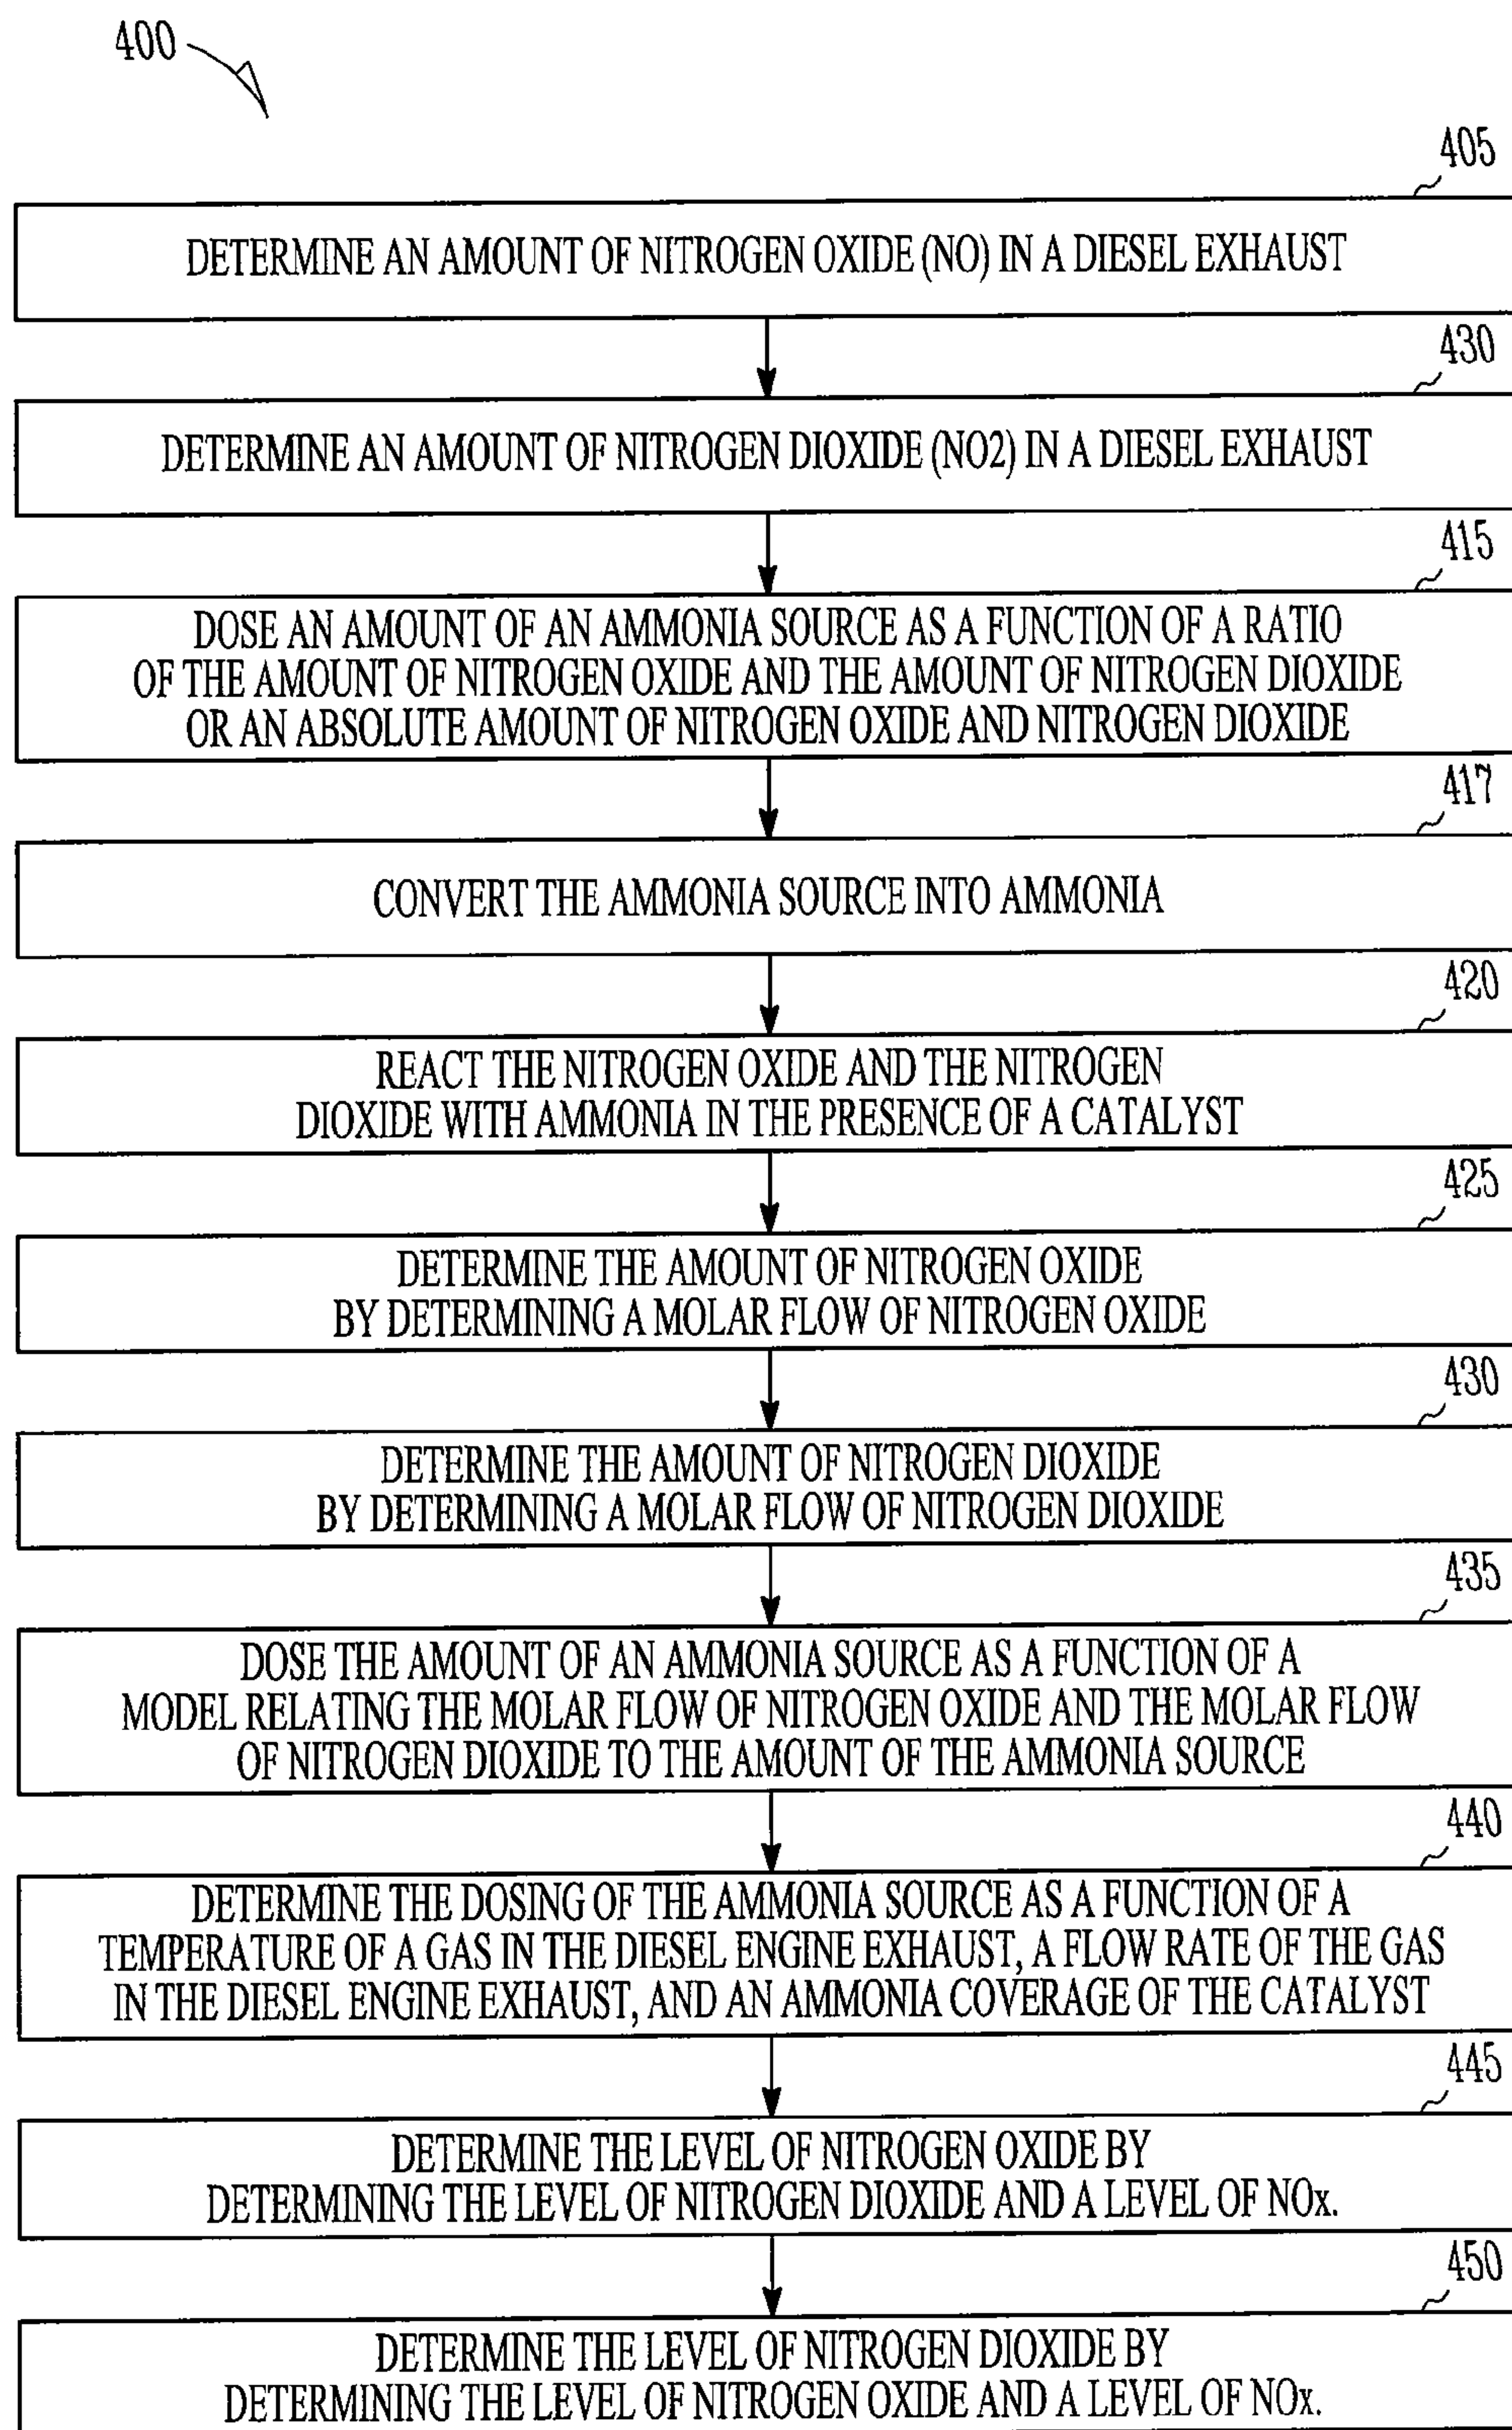 400
405
DETERMINE AN AMOUNT OF NITROGEN OXIDE (NO) IN A DIESEL EXHAUST
430
DETERMINE AN AMOUNT OF NITROGEN DIOXIDE (NO2) IN A DIESEL EXHAUST
415
DOSE AN AMOUNT OF AN AMMONIA SOURCE AS A FUNCTION OF A RATIO
OF THE AMOUNT OF NITROGEN OXIDE AND THE AMOUNT OF NITROGEN DIOXIDE
OR AN ABSOLUTE AMOUNT OF NITROGEN OXIDE AND NITROGEN DIOXIDE
417
CONVERT THE AMMONIA SOURCE INTO AMMONIA
420
REACT THE NITROGEN OXIDE AND THE NITROGEN
DIOXIDE WITH AMMONIA IN THE PRESENCE OF A CATALYST
425
DETERMINE THE AMOUNT OF NITROGEN OXIDE
BY DETERMINING A MOLAR FLOW OF NITROGEN OXIDE
430
DETERMINE THE AMOUNT OF NITROGEN DIOXIDE
BY DETERMINING A MOLAR FLOW OF NITROGEN DIOXIDE
435
DOSE THE AMOUNT OF AN AMMONIA SOURCE AS A FUNCTION OF A
MODEL RELATING THE MOLAR FLOW OF NITROGEN OXIDE AND THE MOLAR FLOW
OF NITROGEN DIOXIDE TO THE AMOUNT OF THE AMMONIA SOURCE
440
DETERMINE THE DOSING OF THE AMMONIA SOURCE AS A FUNCTION OF A
TEMPERATURE OF A GAS IN THE DIESEL ENGINE EXHAUST, A FLOW RATE OF THE GAS
IN THE DIESEL ENGINE EXHAUST, AND AN AMMONIA COVERAGE OF THE CATALYST
445
DETERMINE THE LEVEL OF NITROGEN OXIDE BY
DETERMINING THE LEVEL OF NITROGEN DIOXIDE AND A LEVEL OF NOx.
450
DETERMINE THE LEVEL OF NITROGEN DIOXIDE BY
DETERMINING THE LEVEL OF NITROGEN OXIDE AND A LEVEL OF NOx.